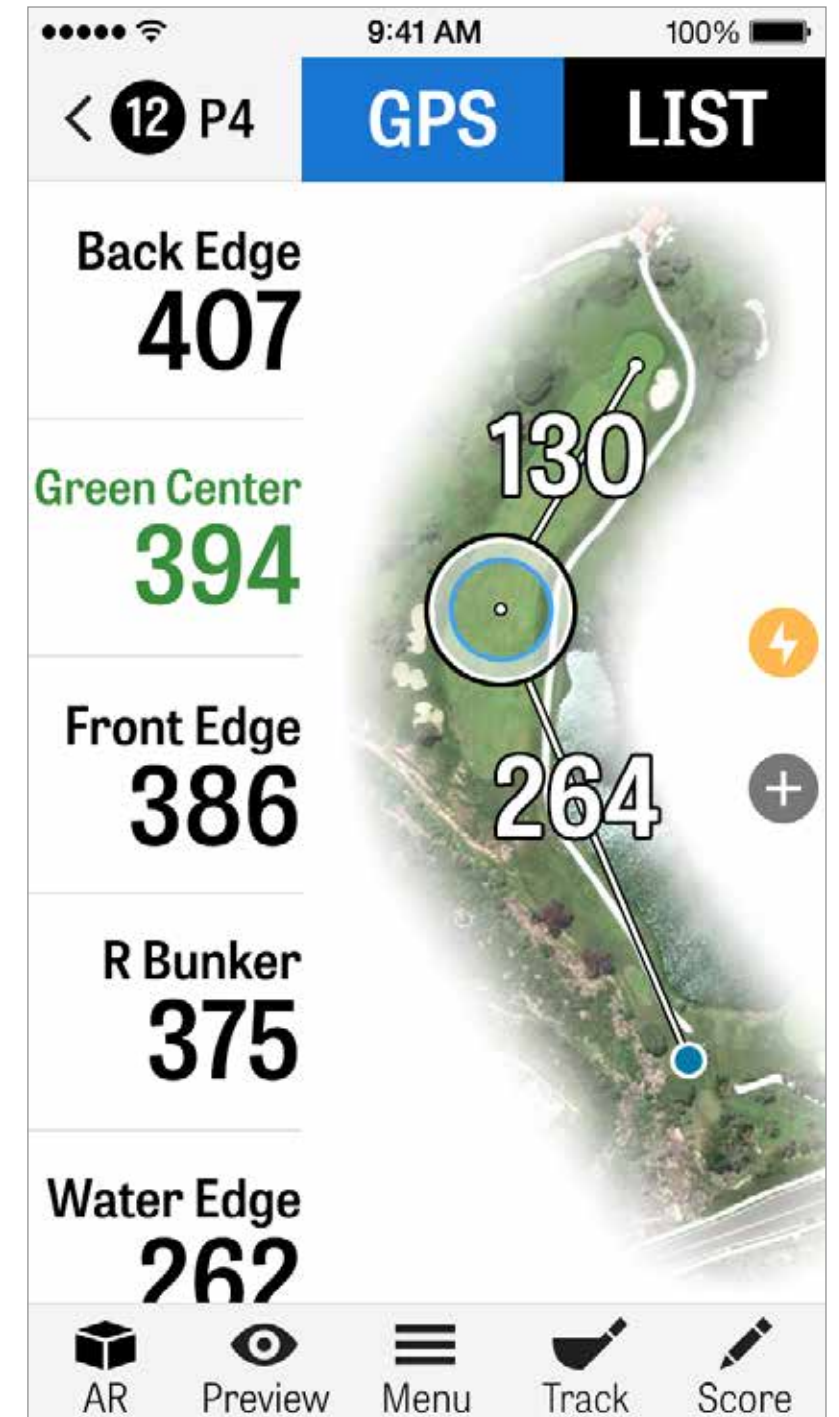 9:41 AM 100%
12 P4 GPS LIST
Back Edge
407
Green Center
394
130
Front Edge
386
264
R Bunker
375
Water Edge
262
AR Preview Menu Track Score